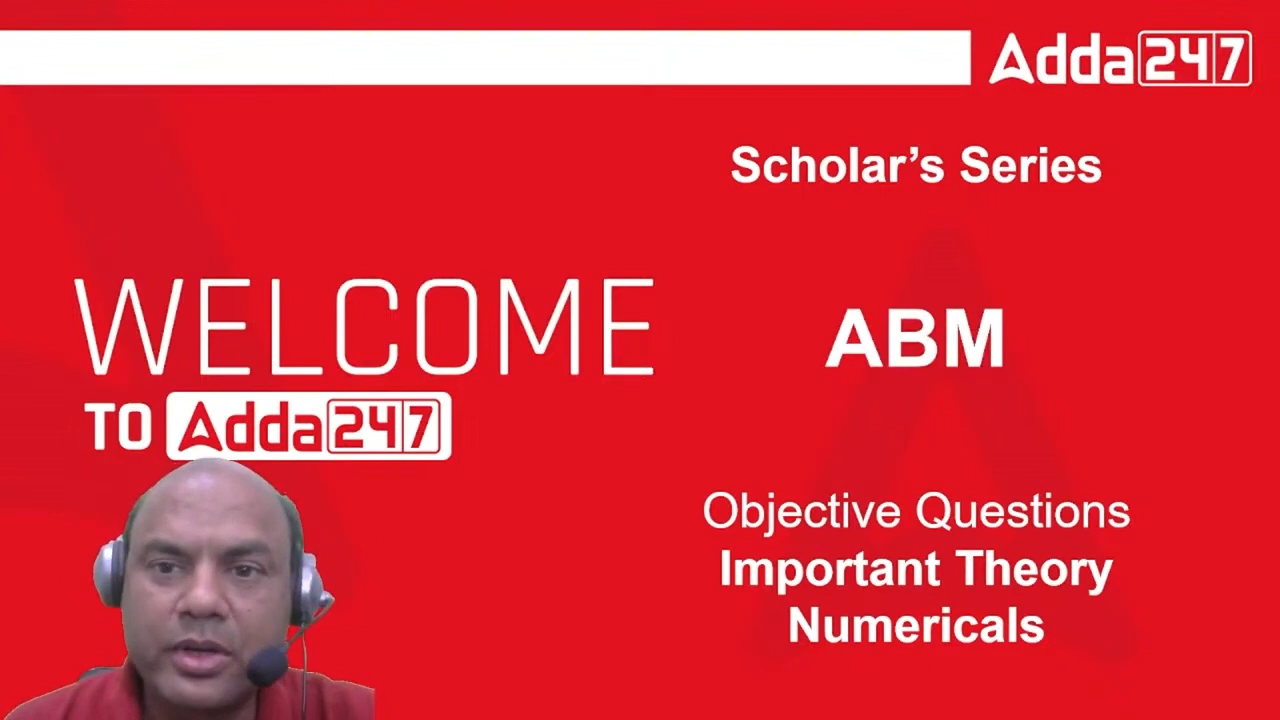 Adda247
Scholar's Series
WELCOME
TO Adda247
ABM
Objective Questions
Important Theory
Numericals